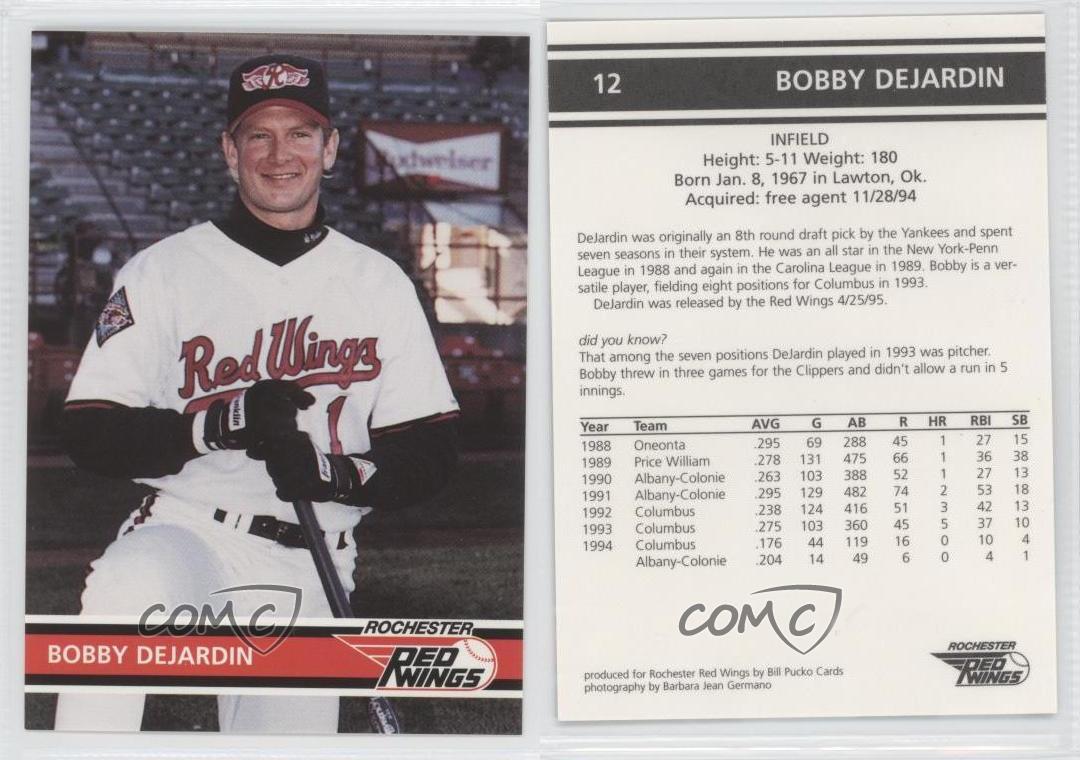 R
Budweiser
Red Wings
1
franklin
COMC
BOBBY DEJARDIN
ROCHESTER
RED
WINGS
12 BOBBY DEJARDIN
INFIELD
Height: 5-11 Weight: 180
Born Jan. 8, 1967 in Lawton, Ok.
Acquired: free agent 11/28/94
DeJardin was originally an 8th round draft pick by the Yankees and spent
seven seasons in their system. He was an all star in the New York-Penn
League in 1988 and again in the Carolina League in 1989. Bobby is a ver-
satile player, fielding eight positions for Columbus in 1993.
DeJardin was released by the Red Wings 4/25/95.
did you know?
That among the seven positions DeJardin played in 1993 was pitcher.
Bobby threw in three games for the Clippers and didn't allow a run in 5
innings.
Year Team AVG G AB R HR RBI SB
1988 Oneonta .295 69 288 45 1 27 15
1989 Price William .278 131 475 66 1 36 38
1990 Albany-Colonie .263 103 388 52 1 27 13
1991 Albany-Colonie .295 129 482 74 2 53 18
1992 Columbus .238 124 416 51 3 42 13
1993 Columbus .275 103 360 45 5 37 10
1994 Columbus .176 44 119 16 0 10 4
Albany-Colonie .204 14 49 6 0 4 1
COMC
produced for Rochester Red Wings by Bill Pucko Cards
photography by Barbara Jean Germano
ROCHESTER
RED
WINGS